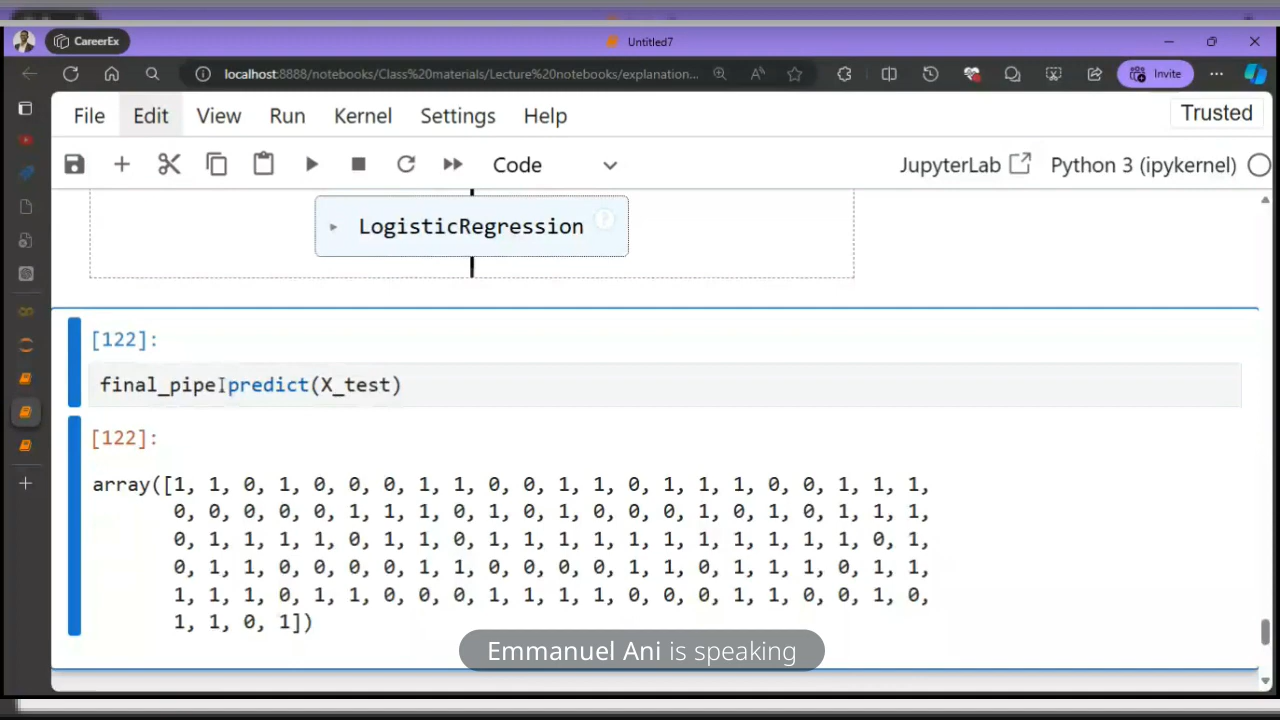 CareerEx
Untitled7
localhost:8888/notebooks/Class%20materials/Lecture%20notebooks/explanation...
Invite
File Edit View Run Kernel Settings Help
Trusted
Code
JupyterLab
Python 3 (ipykernel)
LogisticRegression
?
[122]:
final_pipe.predict(X_test)
[122]:
array([1, 1, 0, 1, 0, 0, 0, 1, 1, 0, 0, 1, 1, 0, 1, 1, 1, 0, 0, 1, 1, 1,
0, 0, 0, 0, 0, 1, 1, 1, 0, 1, 0, 1, 0, 0, 0, 1, 0, 1, 0, 1, 1, 1,
0, 1, 1, 1, 1, 0, 1, 1, 0, 1, 1, 1, 1, 1, 1, 1, 1, 1, 1, 1, 0, 1,
0, 1, 1, 0, 0, 0, 0, 1, 1, 0, 0, 0, 0, 1, 1, 0, 1, 1, 1, 0, 1, 1,
1, 1, 1, 0, 1, 1, 0, 0, 0, 1, 1, 1, 1, 0, 0, 0, 1, 1, 0, 0, 1, 0,
1, 1, 0, 1])
Emmanuel Ani is speaking